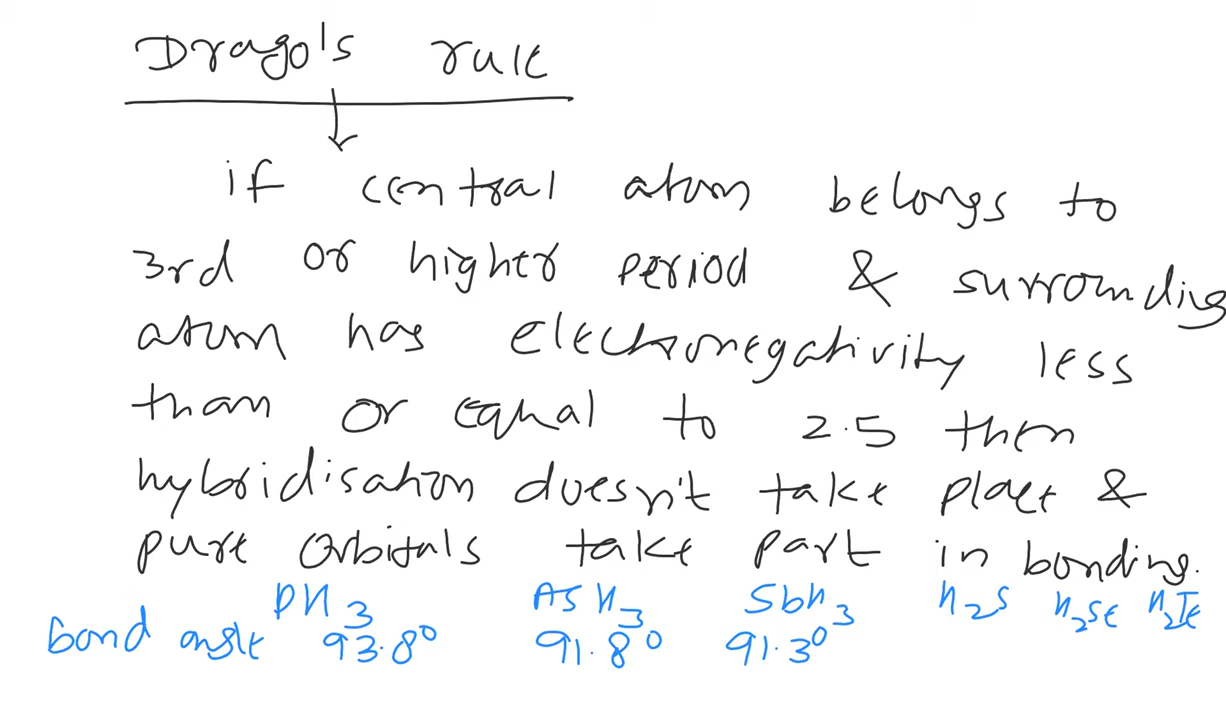 Drago's rule
if central atom belongs to
3rd or higher period & surrounding
atom has electronegativity less
than or equal to 2.5 then
hybridisation doesn't take place &
pure orbitals take part in bonding.
PH3 AsH3 SbH3 H2S H2Se H2Te
bond angle 93.8° 91.8° 91.3°